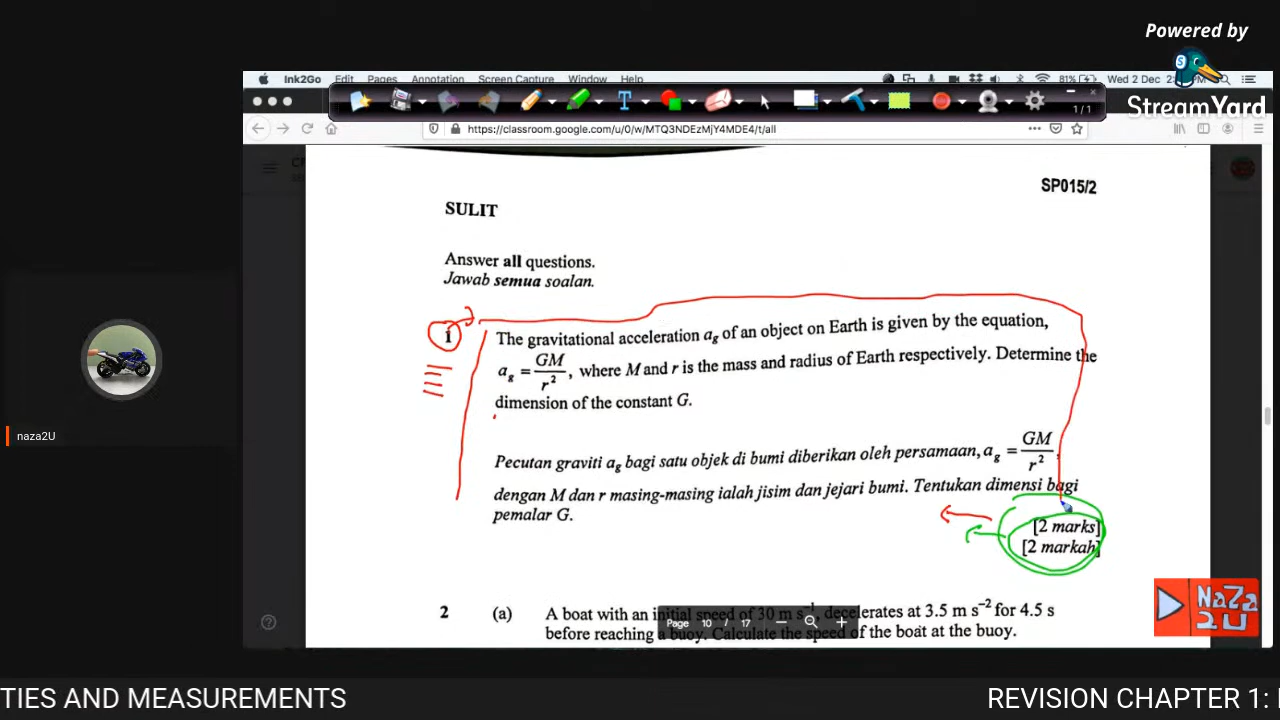 Powered by
StreamYard
Ink2Go Edit Pages Annotation Screen Capture Window Help
81% Wed 2 Dec
1/1
https://classroom.google.com/u/0/w/MTQ3NDEzMjY4MDE4/t/all
SP015/2
SULIT
Answer all questions.
Jawab semua soalan.
1 The gravitational acceleration a_g of an object on Earth is given by the equation,
a_g = GM/r², where M and r is the mass and radius of Earth respectively. Determine the
dimension of the constant G.
Pecutan graviti a_g bagi satu objek di bumi diberikan oleh persamaan, a_g = GM/r²,
dengan M dan r masing-masing ialah jisim dan jejari bumi. Tentukan dimensi bagi
pemalar G.
[2 marks]
[2 markah]
2 (a) A boat with an initial speed of 30 m s⁻¹, decelerates at 3.5 m s⁻² for 4.5 s
before reaching a buoy. Calculate the speed of the boat at the buoy.
Page 10 / 17
naza2U
NaZa
2U
TIES AND MEASUREMENTS
REVISION CHAPTER 1: